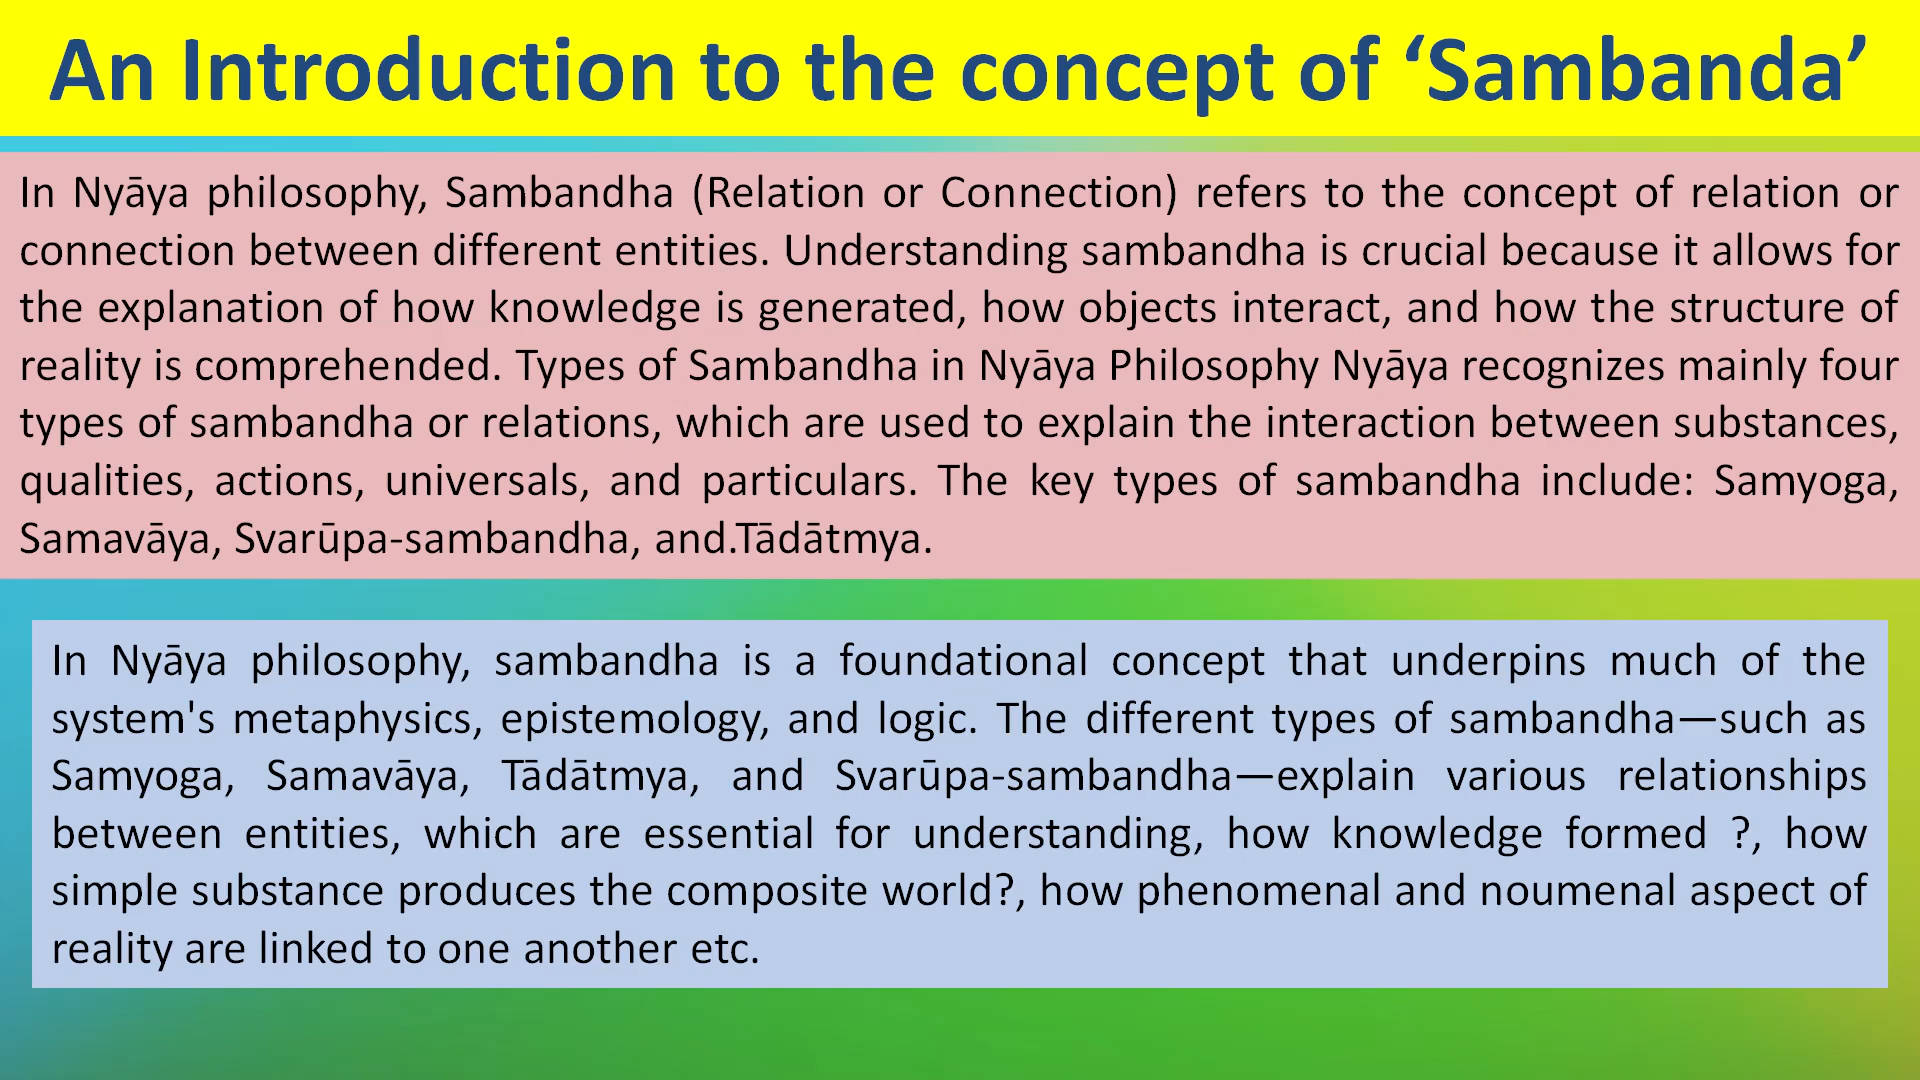 An Introduction to the concept of ‘Sambanda’
In Nyāya philosophy, Sambandha (Relation or Connection) refers to the concept of relation or
connection between different entities. Understanding sambandha is crucial because it allows for
the explanation of how knowledge is generated, how objects interact, and how the structure of
reality is comprehended. Types of Sambandha in Nyāya Philosophy Nyāya recognizes mainly four
types of sambandha or relations, which are used to explain the interaction between substances,
qualities, actions, universals, and particulars. The key types of sambandha include: Samyoga,
Samavāya, Svarūpa-sambandha, and.Tādātmya.
In Nyāya philosophy, sambandha is a foundational concept that underpins much of the
system's metaphysics, epistemology, and logic. The different types of sambandha—such as
Samyoga, Samavāya, Tādātmya, and Svarūpa-sambandha—explain various relationships
between entities, which are essential for understanding, how knowledge formed ?, how
simple substance produces the composite world?, how phenomenal and noumenal aspect of
reality are linked to one another etc.